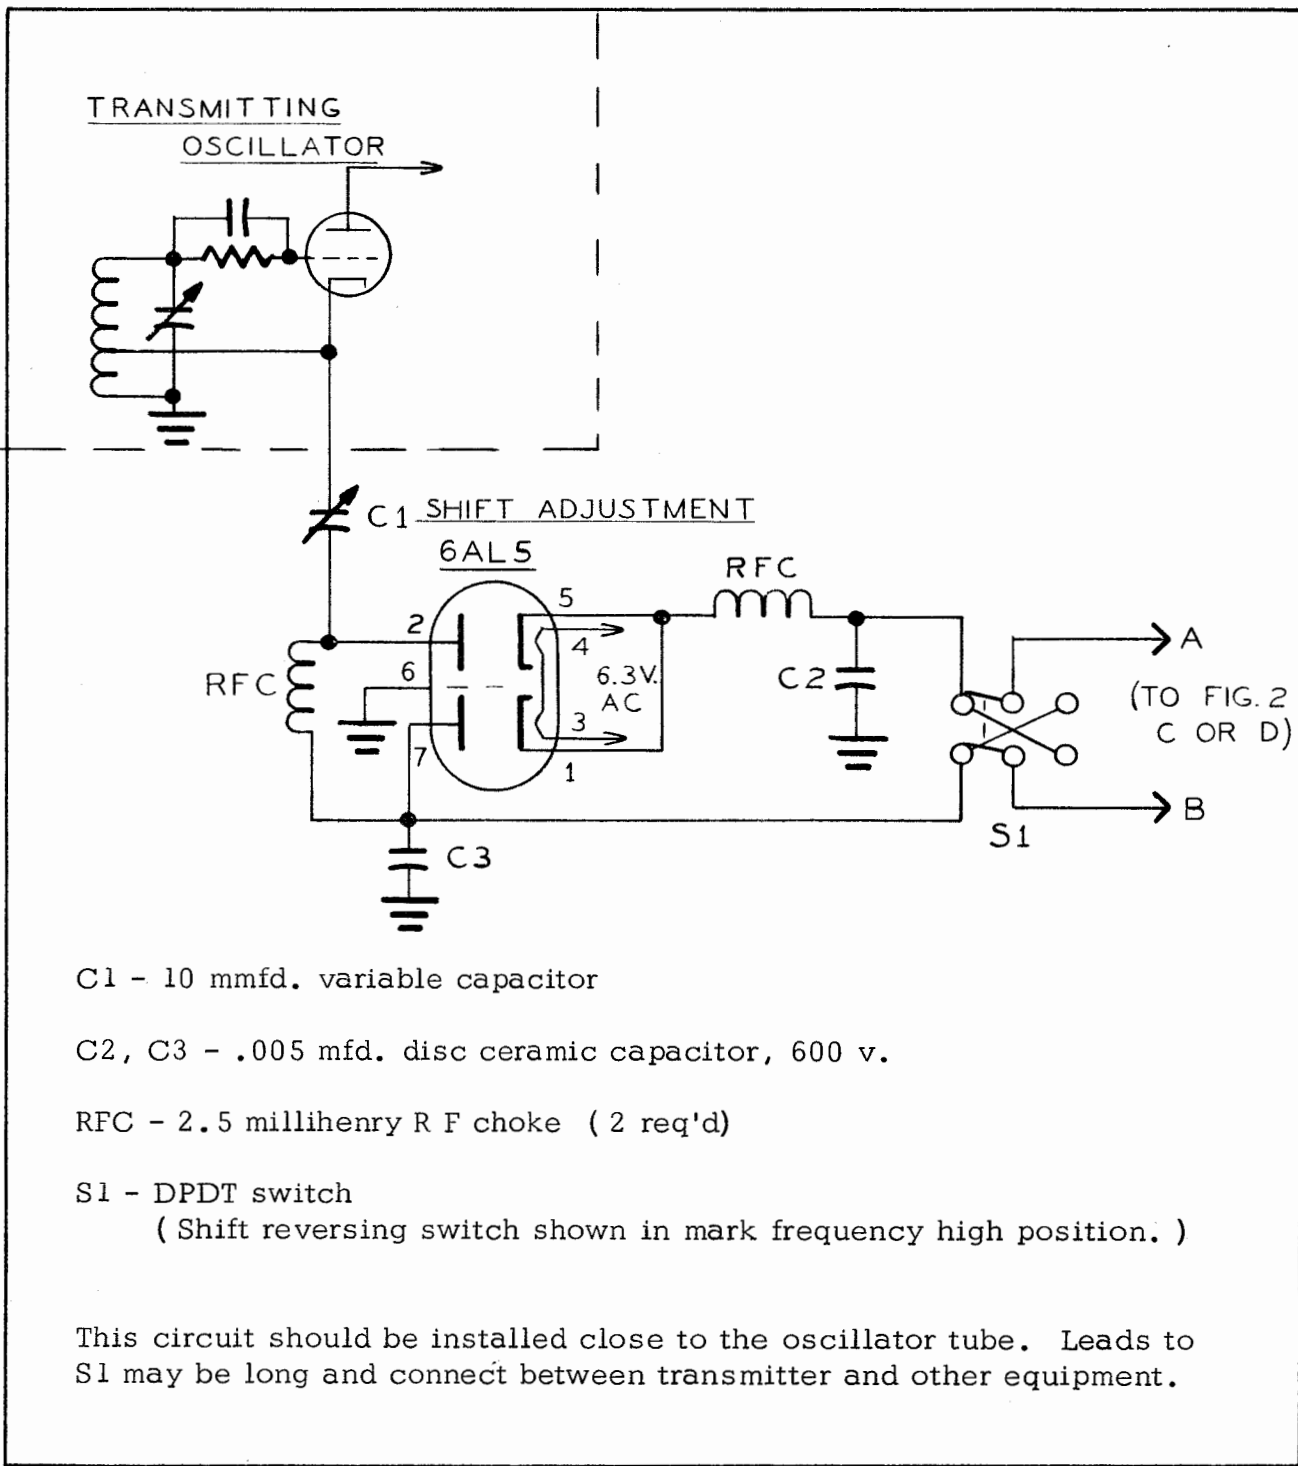 TRANSMITTING
OSCILLATOR
C1 SHIFT ADJUSTMENT
6AL5
RFC
5
2
4
A
6
6.3V.
AC
C2
RFC
(TO FIG. 2
C OR D)
3
7
1
B
S1
C3
C1 - 10 mmfd. variable capacitor
C2, C3 - .005 mfd. disc ceramic capacitor, 600 v.
RFC - 2.5 millihenry R F choke ( 2 req'd)
S1 - DPDT switch
( Shift reversing switch shown in mark frequency high position. )
This circuit should be installed close to the oscillator tube. Leads to
S1 may be long and connect between transmitter and other equipment.